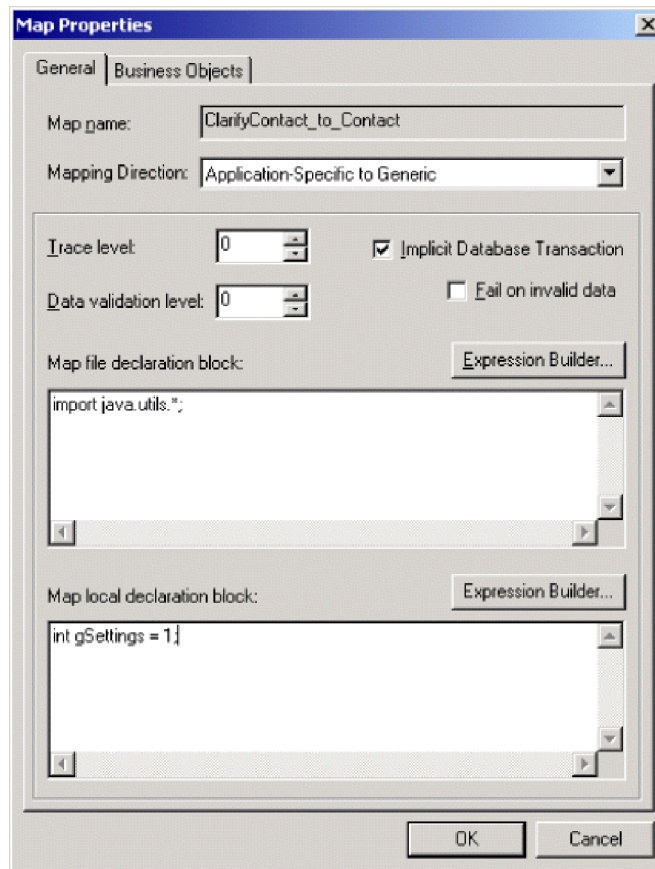 Map Properties
General Business Objects
Map name: ClarifyContact_to_Contact
Mapping Direction: Application-Specific to Generic
Trace level: 0 Implicit Database Transaction
Data validation level: 0 Fail on invalid data
Map file declaration block: Expression Builder...
import java.utils.*;
Map local declaration block: Expression Builder...
int gSettings = 1;
OK Cancel